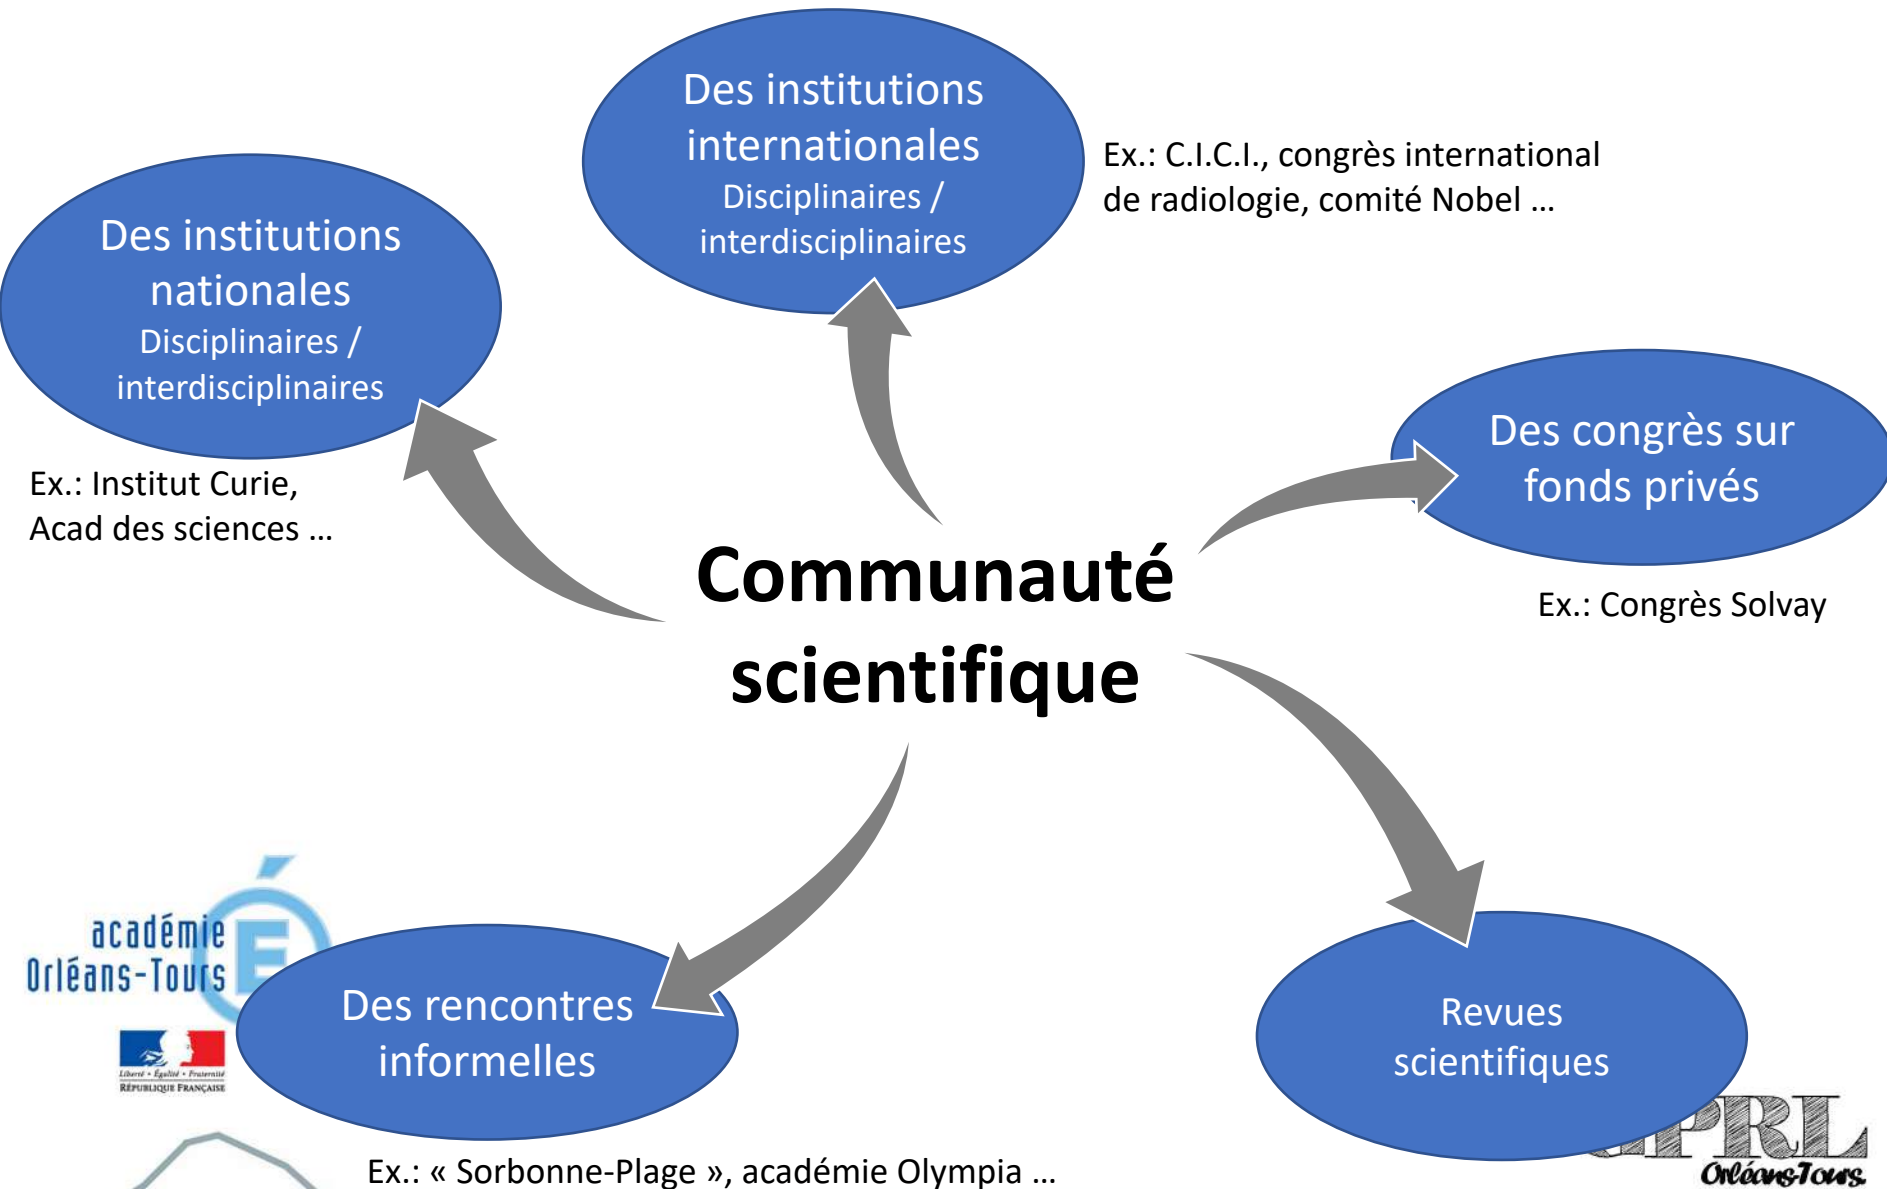 Des institutions
internationales
Disciplinaires /
interdisciplinaires
Ex.: C.I.C.I., congrès international
de radiologie, comité Nobel …
Des institutions
nationales
Disciplinaires /
interdisciplinaires
Ex.: Institut Curie,
Acad des sciences …
Des congrès sur
fonds privés
Ex.: Congrès Solvay
Communauté
scientifique
académie
Orléans-Tours
É
Liberté • Égalité • Fraternité
RÉPUBLIQUE FRANÇAISE
Des rencontres
informelles
Ex.: « Sorbonne-Plage », académie Olympia …
Revues
scientifiques
PRL
Orléans-Tours